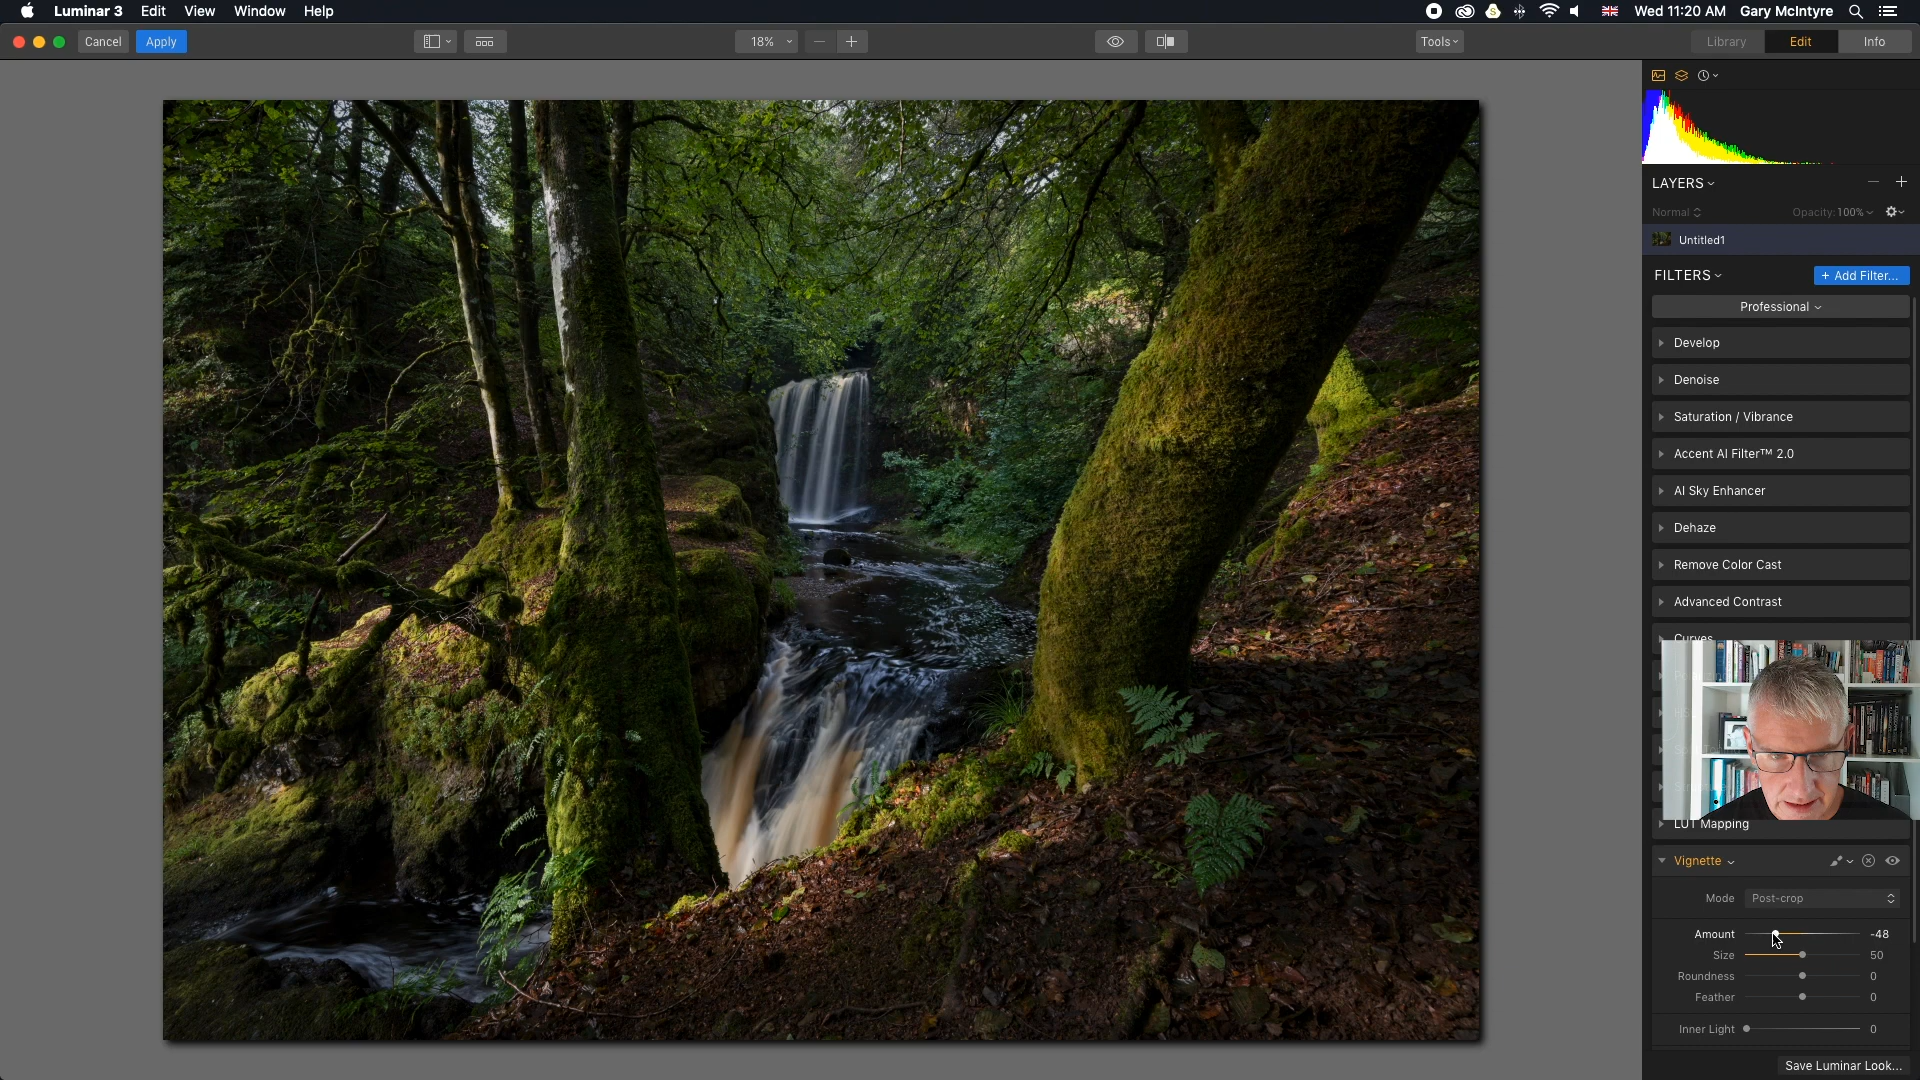 Luminar 3 Edit View Window Help Wed 11:20 AM Gary McIntyre
Cancel Apply 18% Tools Library Edit Info
LAYERS
Normal Opacity: 100%
Untitled1
FILTERS + Add Filter...
Professional
Develop
Denoise
Saturation / Vibrance
Accent AI Filter™ 2.0
AI Sky Enhancer
Dehaze
Remove Color Cast
Advanced Contrast
Curves
LUT Mapping
Vignette
Mode Post-crop
Amount -48
Size 50
Roundness 0
Feather 0
Inner Light 0
Save Luminar Look...